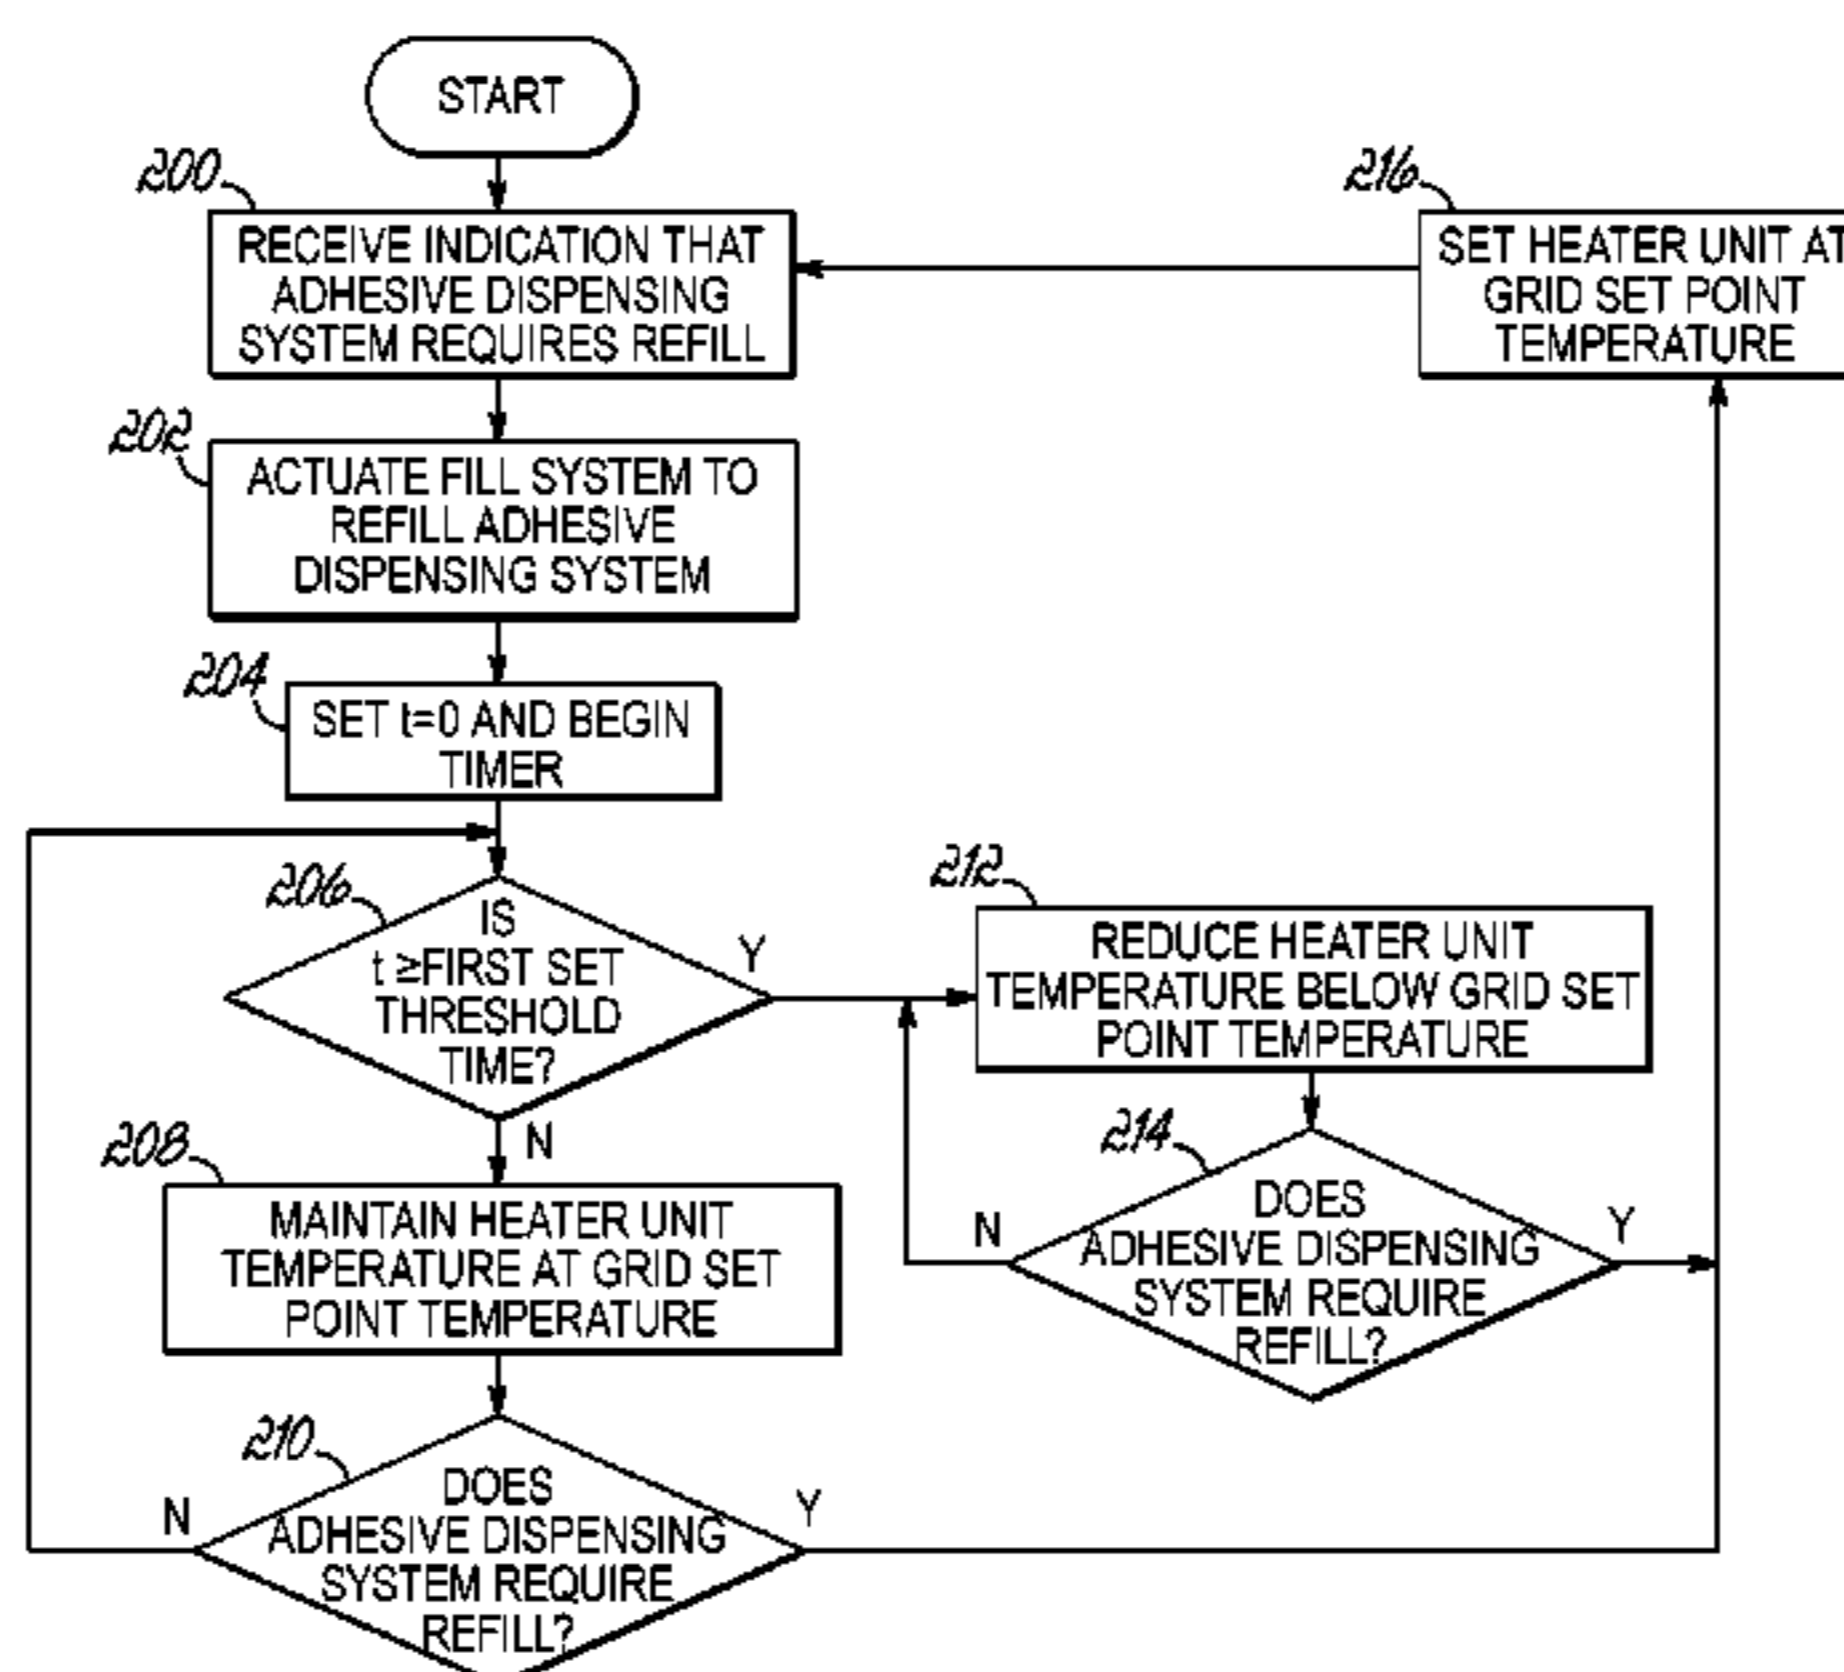 START
200
RECEIVE INDICATION THAT
ADHESIVE DISPENSING
SYSTEM REQUIRES REFILL
216
SET HEATER UNIT AT
GRID SET POINT
TEMPERATURE
202
ACTUATE FILL SYSTEM TO
REFILL ADHESIVE
DISPENSING SYSTEM
204
SET t=0 AND BEGIN
TIMER
206
IS
t ≥FIRST SET
THRESHOLD
TIME?
Y
N
212
REDUCE HEATER UNIT
TEMPERATURE BELOW GRID SET
POINT TEMPERATURE
208
MAINTAIN HEATER UNIT
TEMPERATURE AT GRID SET
POINT TEMPERATURE
214
DOES
ADHESIVE DISPENSING
SYSTEM REQUIRE
REFILL?
N
Y
210
DOES
ADHESIVE DISPENSING
SYSTEM REQUIRE
REFILL?
N
Y